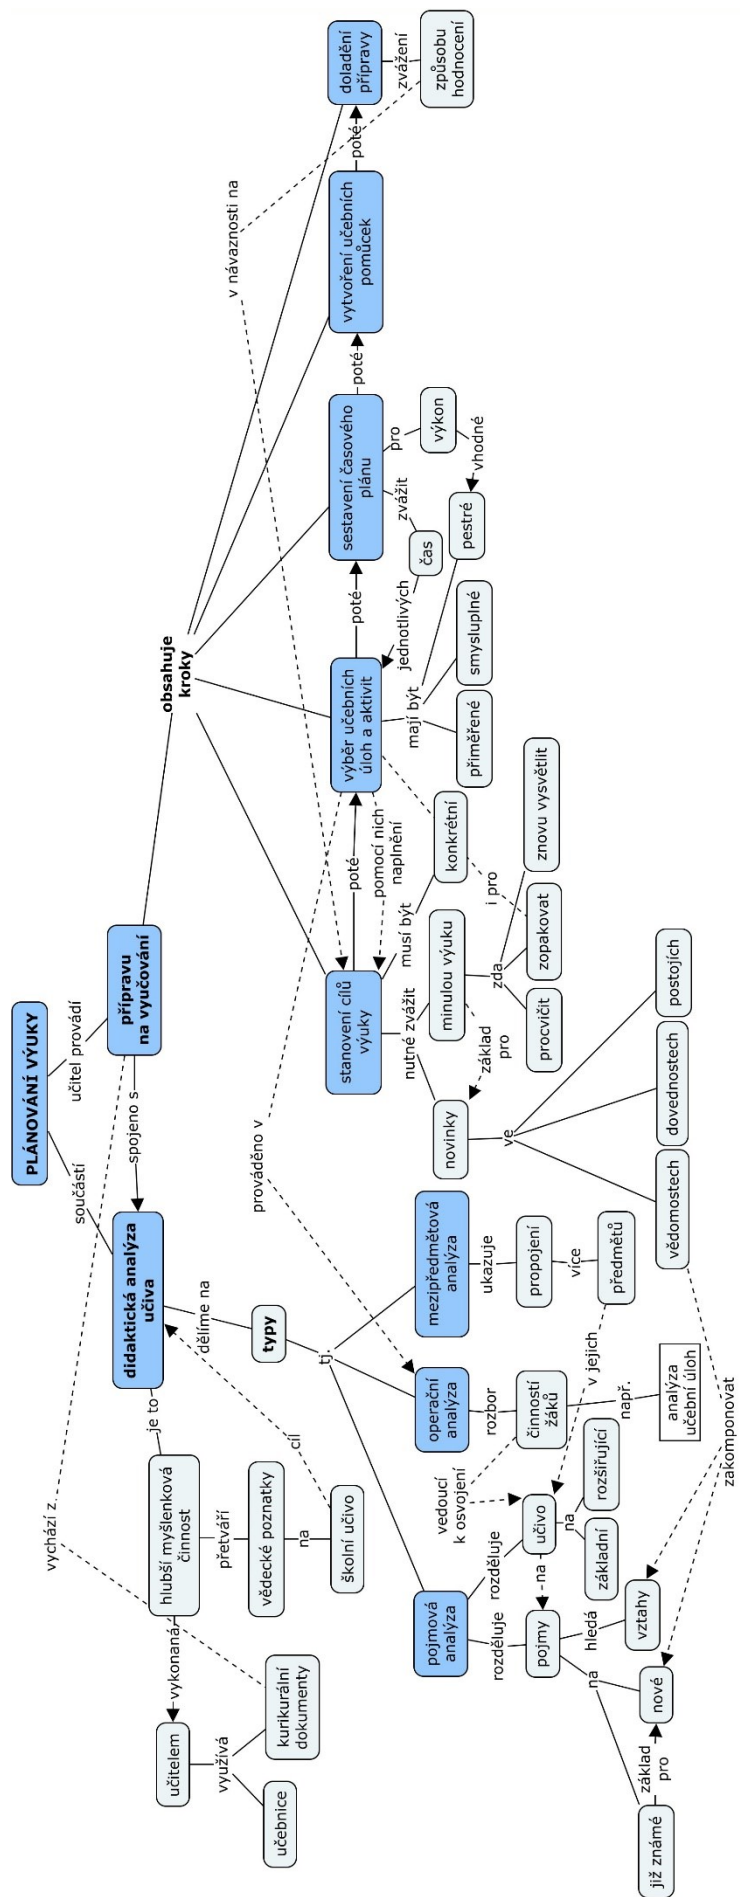 PLÁNOVÁNÍ VÝUKY
součástí
učitel provádí
didaktická analýza
učiva
spojeno s
přípravu
na vyučování
obsahuje
kroky
vychází z
je to
dělíme na
hlubší myšlenková
činnost
vykonaná
učitelem
využívá
učebnice
kurikurální
dokumenty
přetváří
vědecké poznatky
na
školní učivo
cíl
typy
tj.
v návaznosti na
prováděno v
stanovení cílů
výuky
poté
výběr učebních
úloh a aktivit
poté
sestavení časového
plánu
poté
vytvoření učebních
pomůcek
poté
doladění
přípravy
zvážení
způsobu
hodnocení
pomocí nich
naplnění
jednotlivých
zvážit
čas
pro
výkon
vhodné
mají být
přiměřené
smysluplné
pestré
nutné zvážit
musí být
konkrétní
i pro
novinky
minulou výuku
základ
pro
zda
procvičit
zopakovat
znovu vysvětlit
ve
vědomostech
dovednostech
postojích
pojmová
analýza
operační
analýza
mezipředmětová
analýza
rozděluje
rozděluje
vedoucí
k osvojení
rozbor
ukazuje
pojmy
na
učivo
činností
žáků
propojení
více
předmětů
v jejich
na
základní
rozšiřující
např.
analýza
učební úloh
na
hledá
již známé
základ
pro
nové
vztahy
zakomponovat